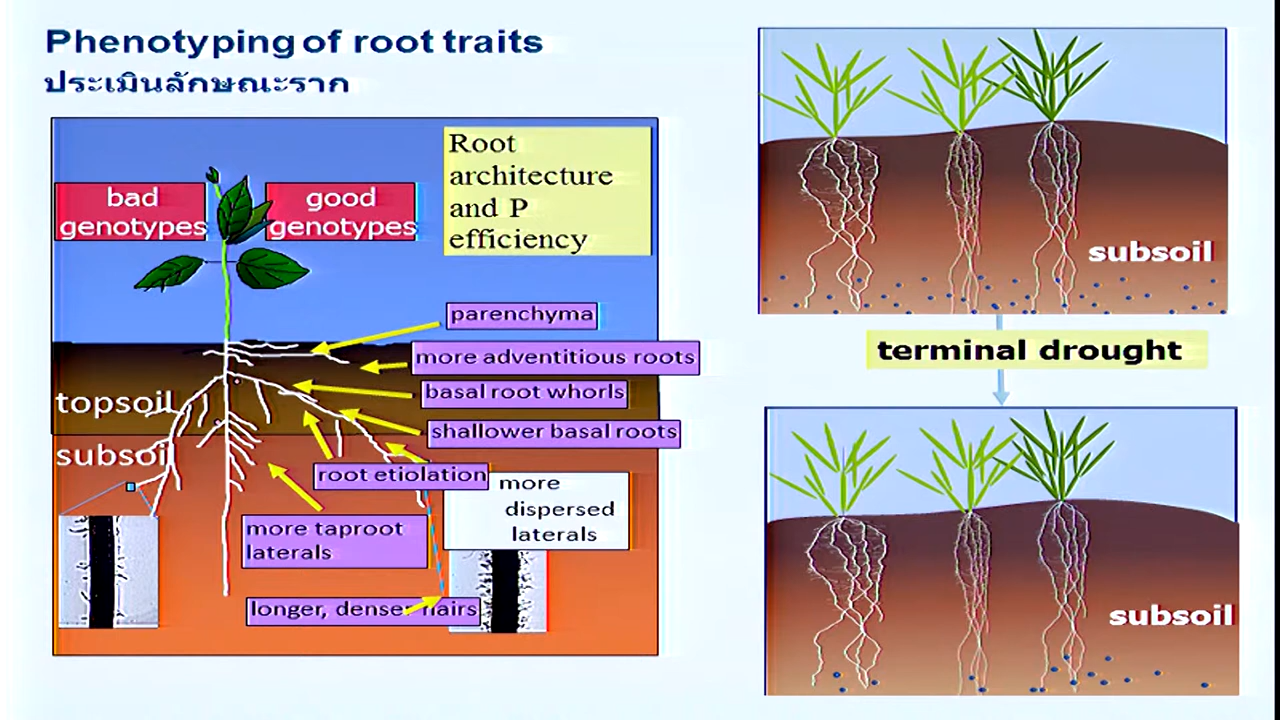 Phenotyping of root traits
ประเมินลักษณะราก
bad
genotypes
good
genotypes
Root
architecture
and P
efficiency
parenchyma
more adventitious roots
basal root whorls
shallower basal roots
root etiolation
more
dispersed
laterals
more taproot
laterals
longer, denser hairs
topsoil
subsoil
subsoil
terminal drought
subsoil